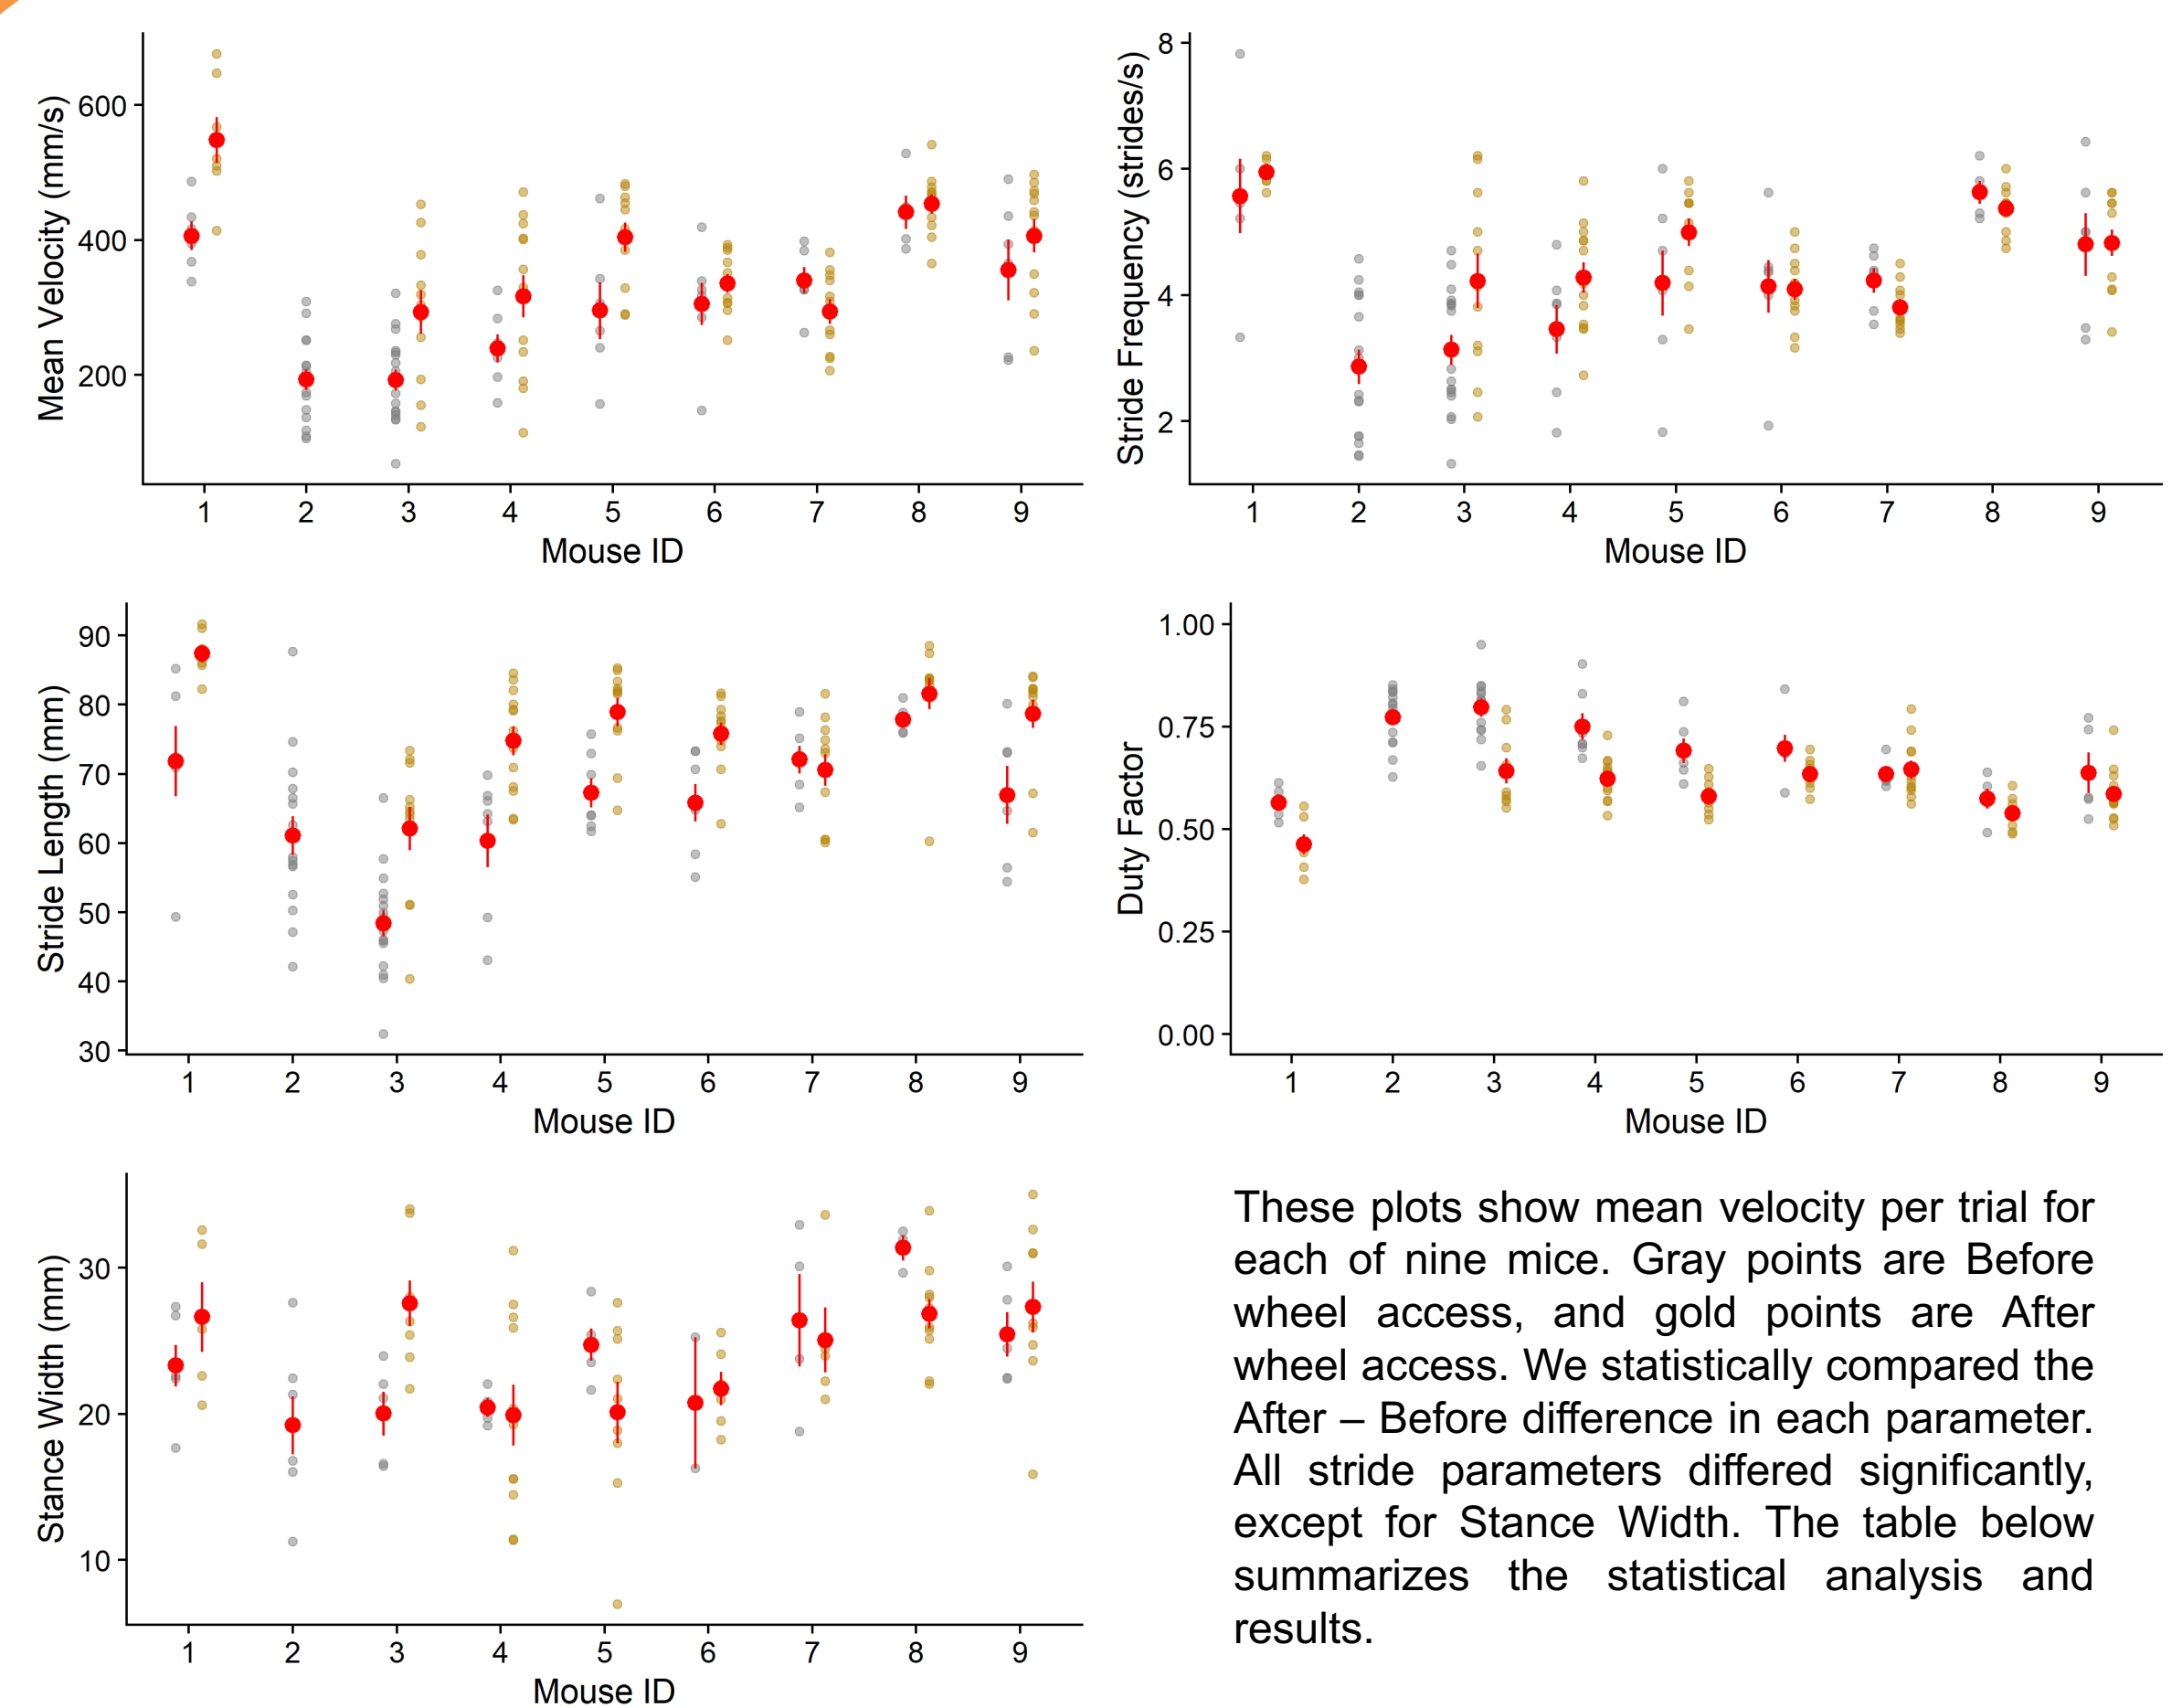 Mean Velocity (mm/s)
600
400
200
1 2 3 4 5 6 7 8 9
Mouse ID
Stride Frequency (strides/s)
8
6
4
2
1 2 3 4 5 6 7 8 9
Mouse ID
Stride Length (mm)
90
80
70
60
50
40
30
1 2 3 4 5 6 7 8 9
Mouse ID
Duty Factor
1.00
0.75
0.50
0.25
0.00
1 2 3 4 5 6 7 8 9
Mouse ID
Stance Width (mm)
30
20
10
1 2 3 4 5 6 7 8 9
Mouse ID
These plots show mean velocity per trial for
each of nine mice. Gray points are Before
wheel access, and gold points are After
wheel access. We statistically compared the
After – Before difference in each parameter.
All stride parameters differed significantly,
except for Stance Width. The table below
summarizes the statistical analysis and
results.